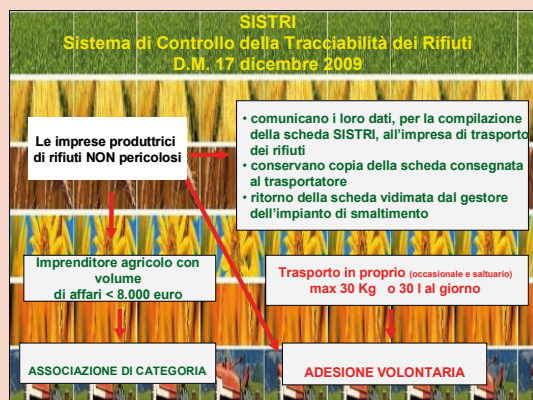 SISTRI
Sistema di Controllo della Tracciabilità dei Rifiuti
D.M. 17 dicembre 2009
Le imprese produttrici
di rifiuti NON pericolosi
• comunicano i loro dati, per la compilazione
della scheda SISTRI, all'impresa di trasporto
dei rifiuti
• conservano copia della scheda consegnata
al trasportatore
• ritorno della scheda vidimata dal gestore
dell'impianto di smaltimento
Imprenditore agricolo con
volume
di affari < 8.000 euro
Trasporto in proprio (occasionale e saltuario)
max 30 Kg o 30 l al giorno
ASSOCIAZIONE DI CATEGORIA
ADESIONE VOLONTARIA